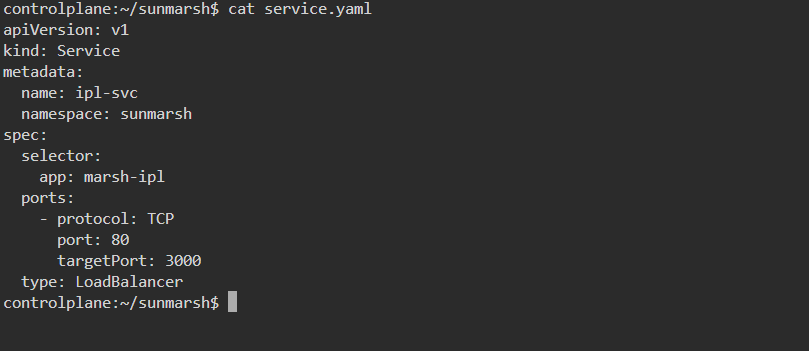 controlplane:~/sunmarsh$ cat service.yaml
apiVersion: v1
kind: Service
metadata:
  name: ipl-svc
  namespace: sunmarsh
spec:
  selector:
    app: marsh-ipl
  ports:
    - protocol: TCP
      port: 80
      targetPort: 3000
  type: LoadBalancer
controlplane:~/sunmarsh$